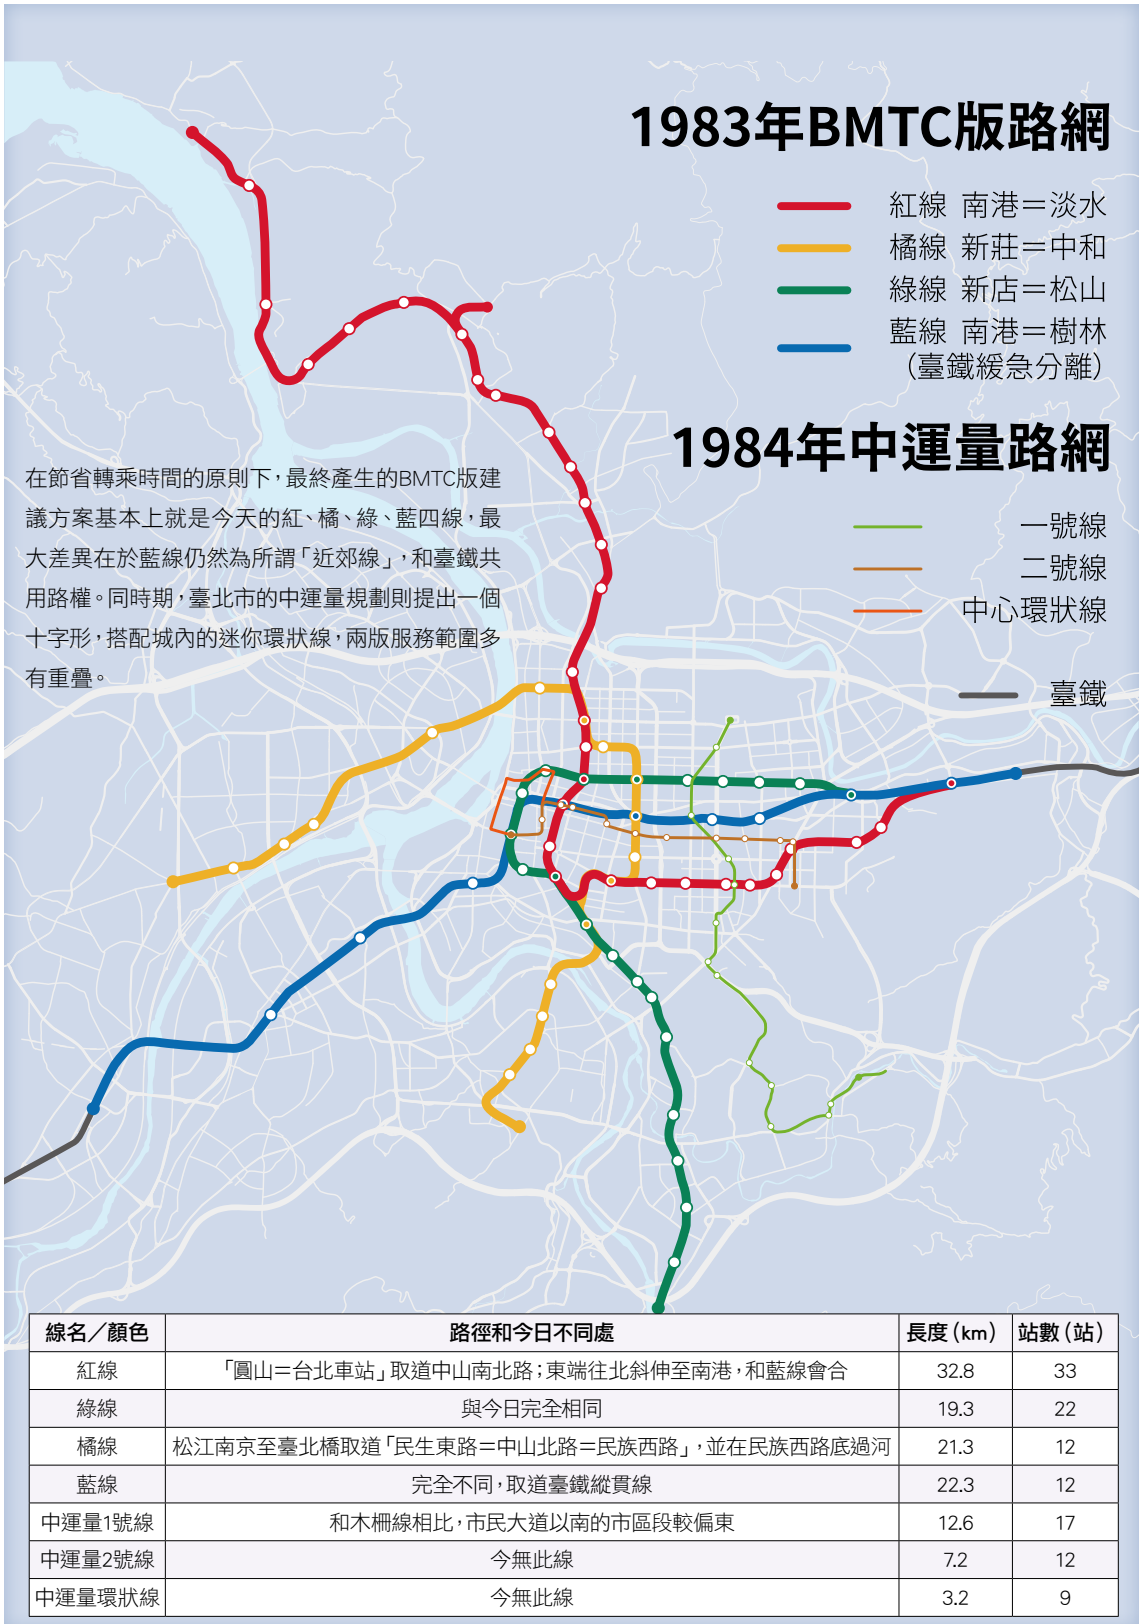 1983年BMTC版路網
紅線 南港＝淡水
橘線 新莊＝中和
綠線 新店＝松山
藍線 南港＝樹林
（臺鐵緩急分離）
1984年中運量路網
一號線
二號線
中心環狀線
臺鐵
在節省轉乘時間的原則下，最終產生的BMTC版建
議方案基本上就是今天的紅、橘、綠、藍四線，最
大差異在於藍線仍然為所謂「近郊線」，和臺鐵共
用路權。同時期，臺北市的中運量規劃則提出一個
十字形，搭配城內的迷你環狀線，兩版服務範圍多
有重疊。
線名／顏色 路徑和今日不同處 長度（km） 站數（站）
紅線 「圓山＝台北車站」取道中山南北路；東端往北斜伸至南港，和藍線會合 32.8 33
綠線 與今日完全相同 19.3 22
橘線 松江南京至臺北橋取道「民生東路＝中山北路＝民族西路」，並在民族西路底過河 21.3 12
藍線 完全不同，取道臺鐵縱貫線 22.3 12
中運量1號線 和木柵線相比，市民大道以南的市區段較偏東 12.6 17
中運量2號線 今無此線 7.2 12
中運量環狀線 今無此線 3.2 9